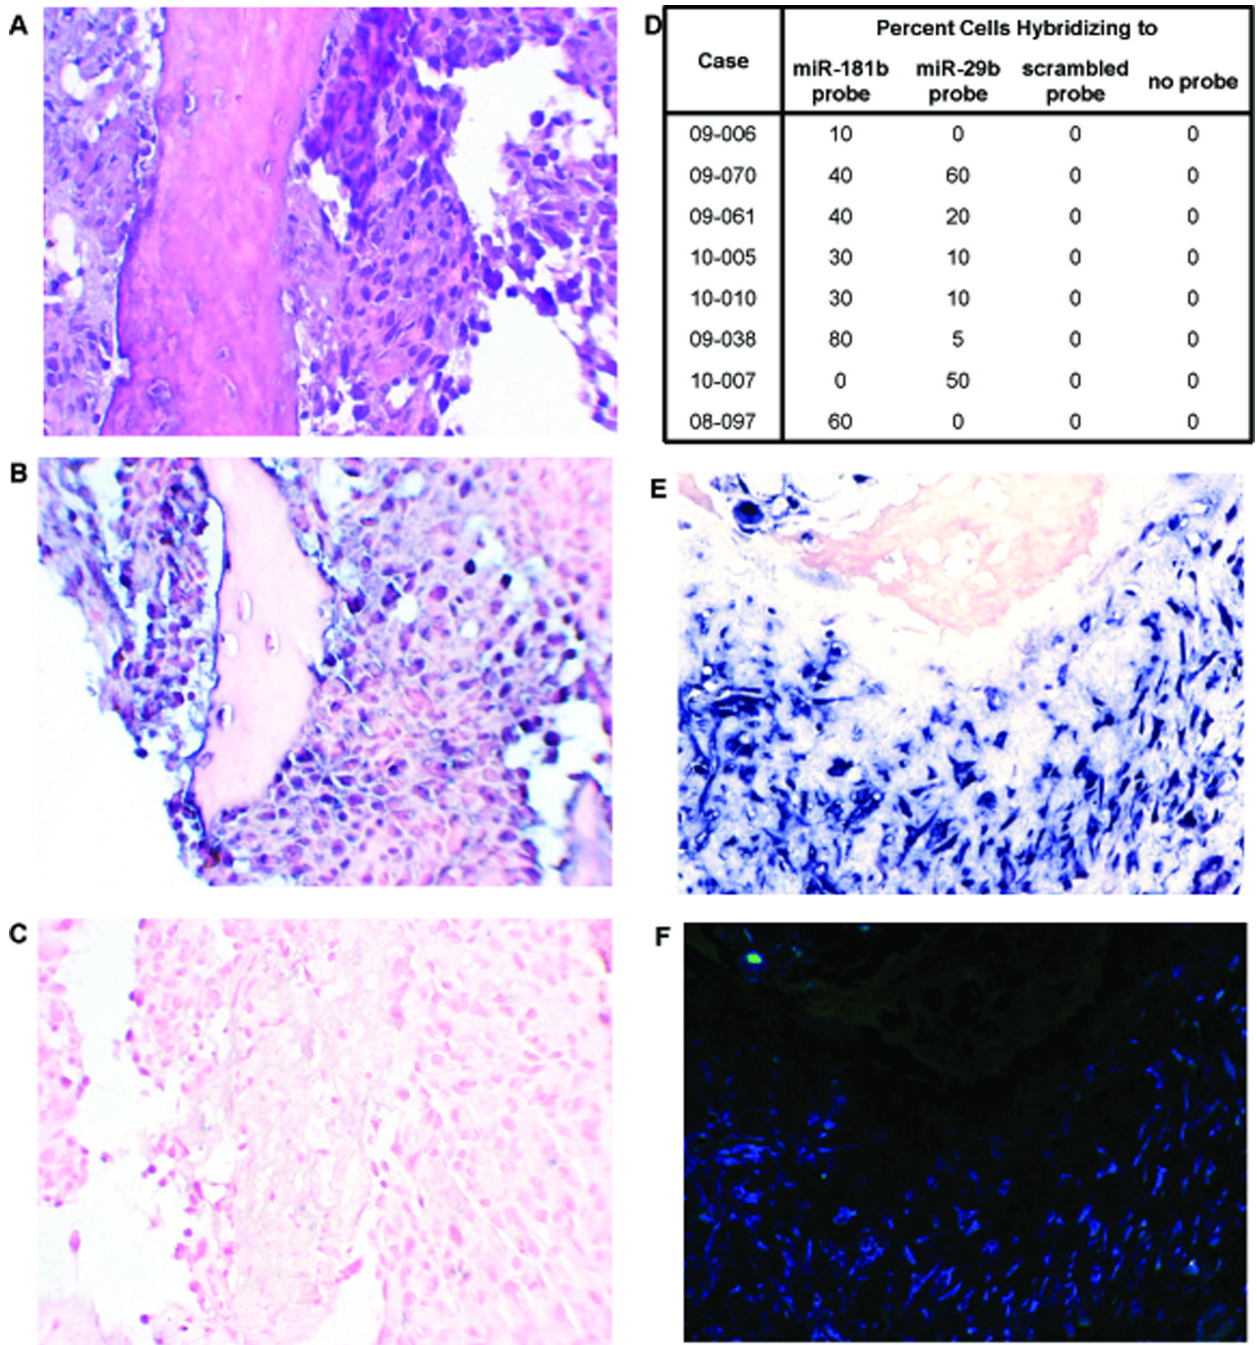 A
D
Case
Percent Cells Hybridizing to
miR-181b probe
miR-29b probe
scrambled probe
no probe
09-006 10 0 0 0
09-070 40 60 0 0
09-061 40 20 0 0
10-005 30 10 0 0
10-010 30 10 0 0
09-038 80 5 0 0
10-007 0 50 0 0
08-097 60 0 0 0
B
E
C
F